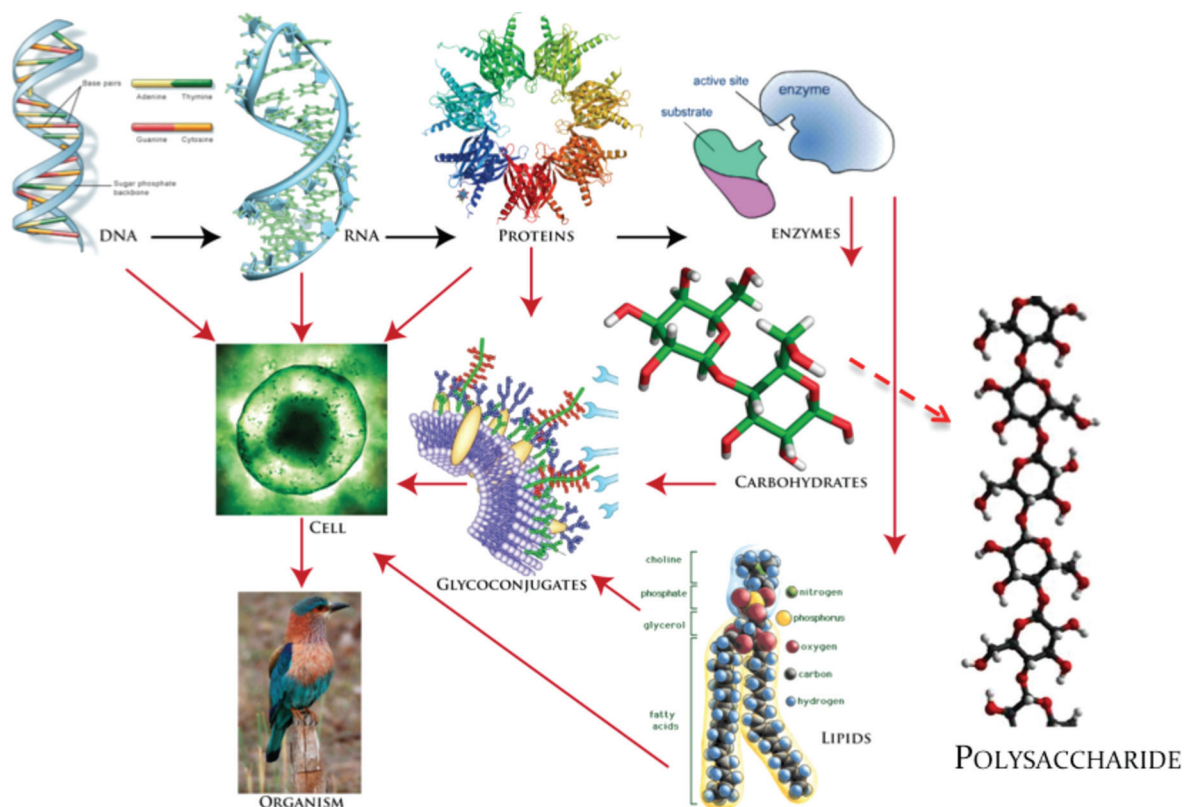 Base pairs
Adenine Thymine
Guanine Cytosine
Sugar phosphate
backbone
DNA
RNA
PROTEINS
active site
enzyme
substrate
ENZYMES
CARBOHYDRATES
CELL
GLYCOCONJUGATES
choline
phosphate
glycerol
fatty
acids
nitrogen
phosphorus
oxygen
carbon
hydrogen
LIPIDS
ORGANISM
POLYSACCHARIDE